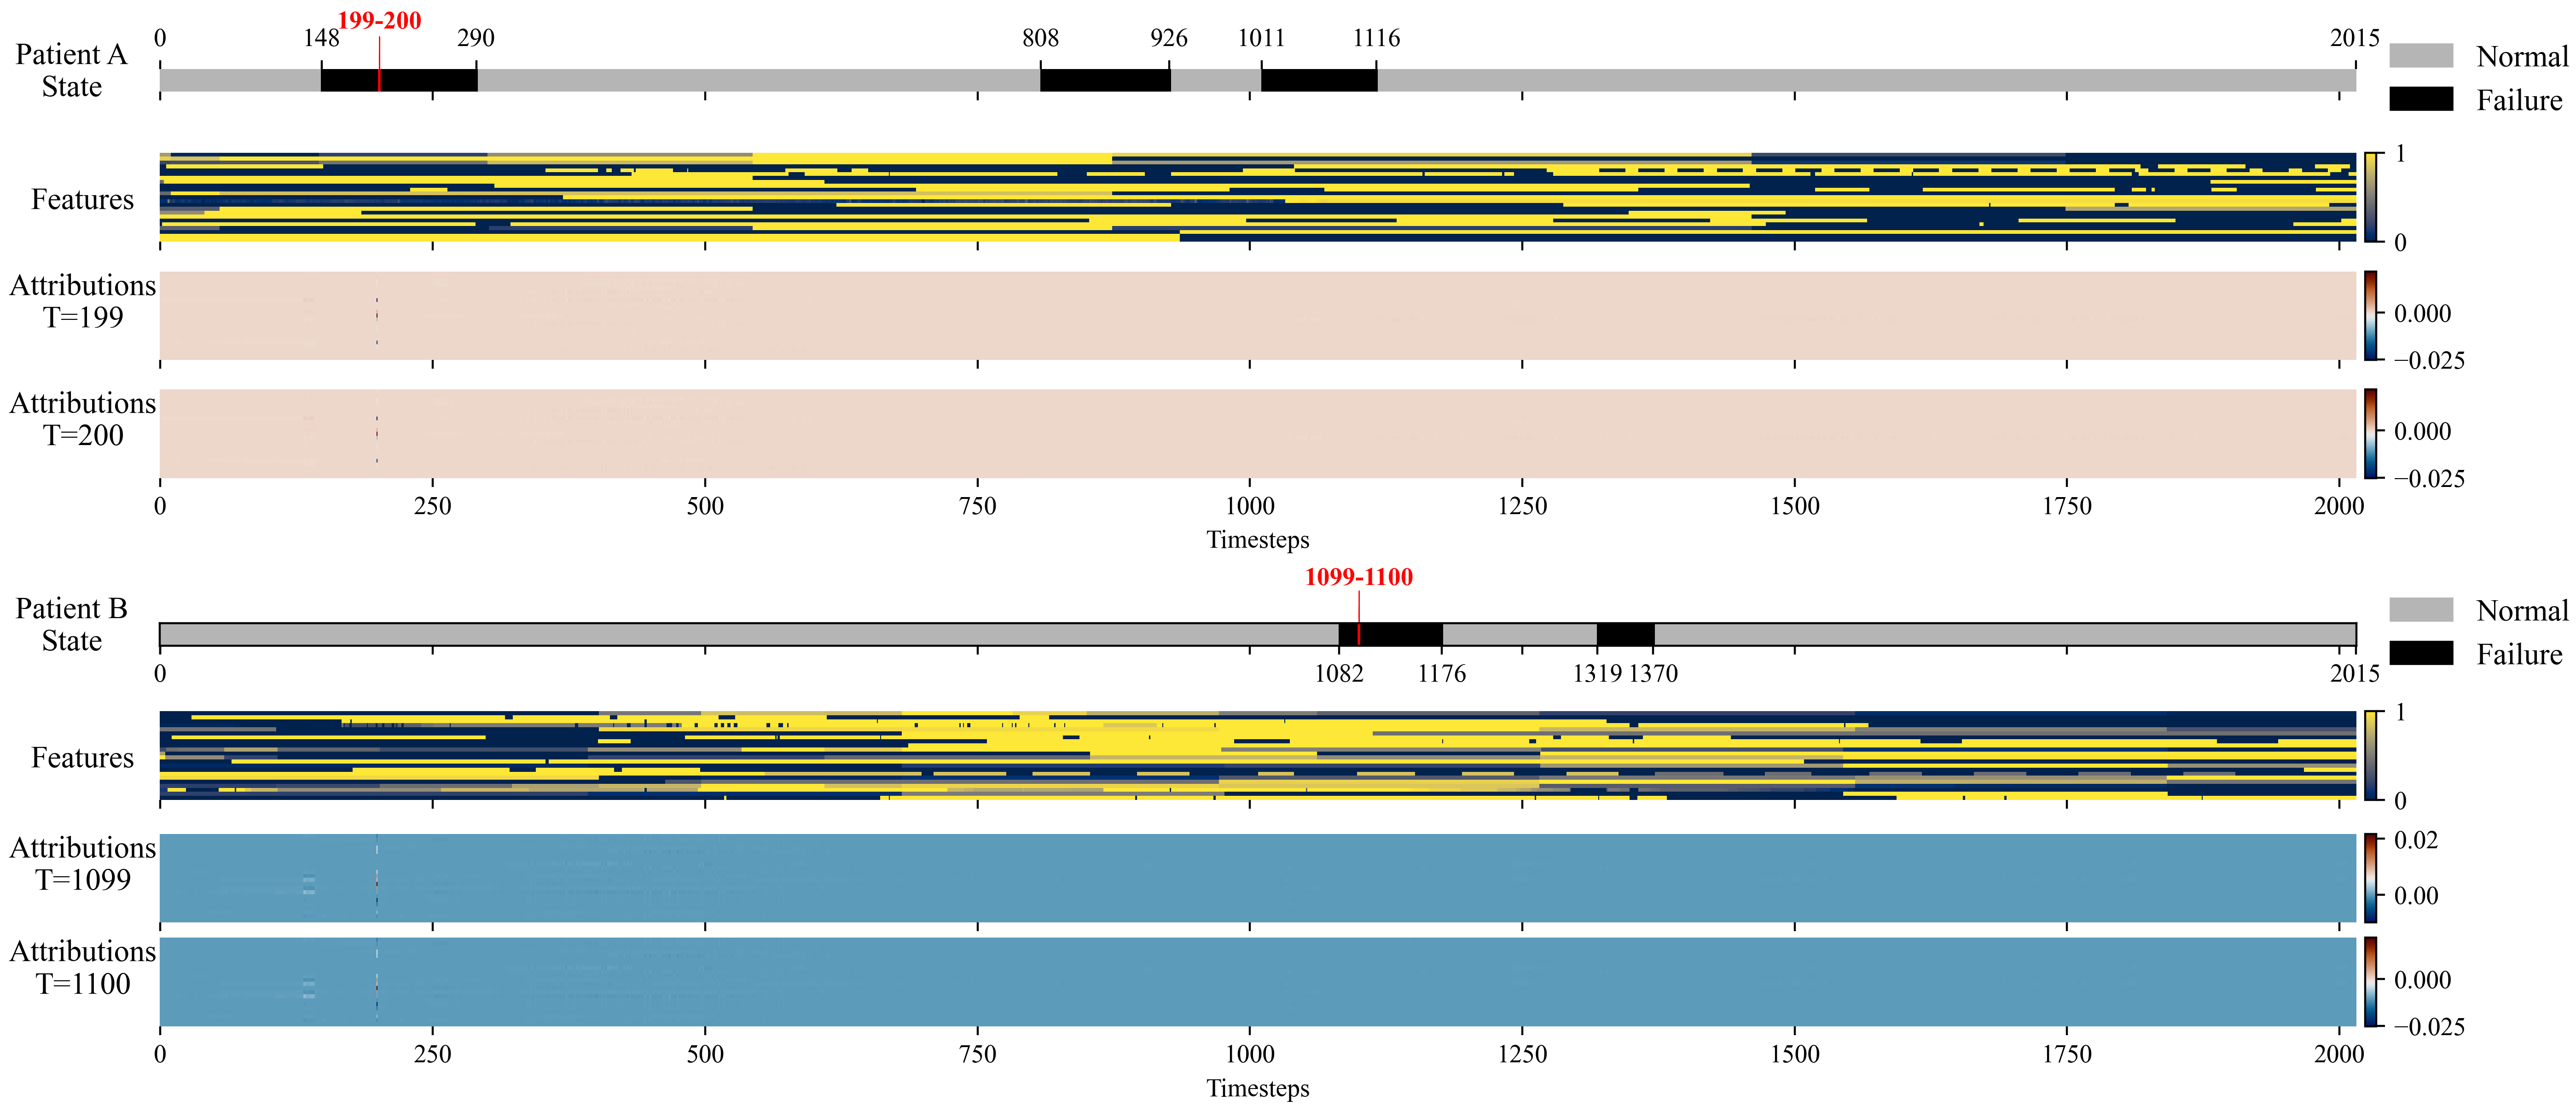 199-200
0 148 290 808 926 1011 1116 2015
Patient A
State
Normal
Failure
Features
1
0
Attributions
T=199
0.000
−0.025
Attributions
T=200
0.000
−0.025
0 250 500 750 1000 1250 1500 1750 2000
Timesteps
1099-1100
Patient B
State
Normal
Failure
0 1082 1176 1319 1370 2015
Features
1
0
Attributions
T=1099
0.02
0.00
Attributions
T=1100
0.000
−0.025
0 250 500 750 1000 1250 1500 1750 2000
Timesteps